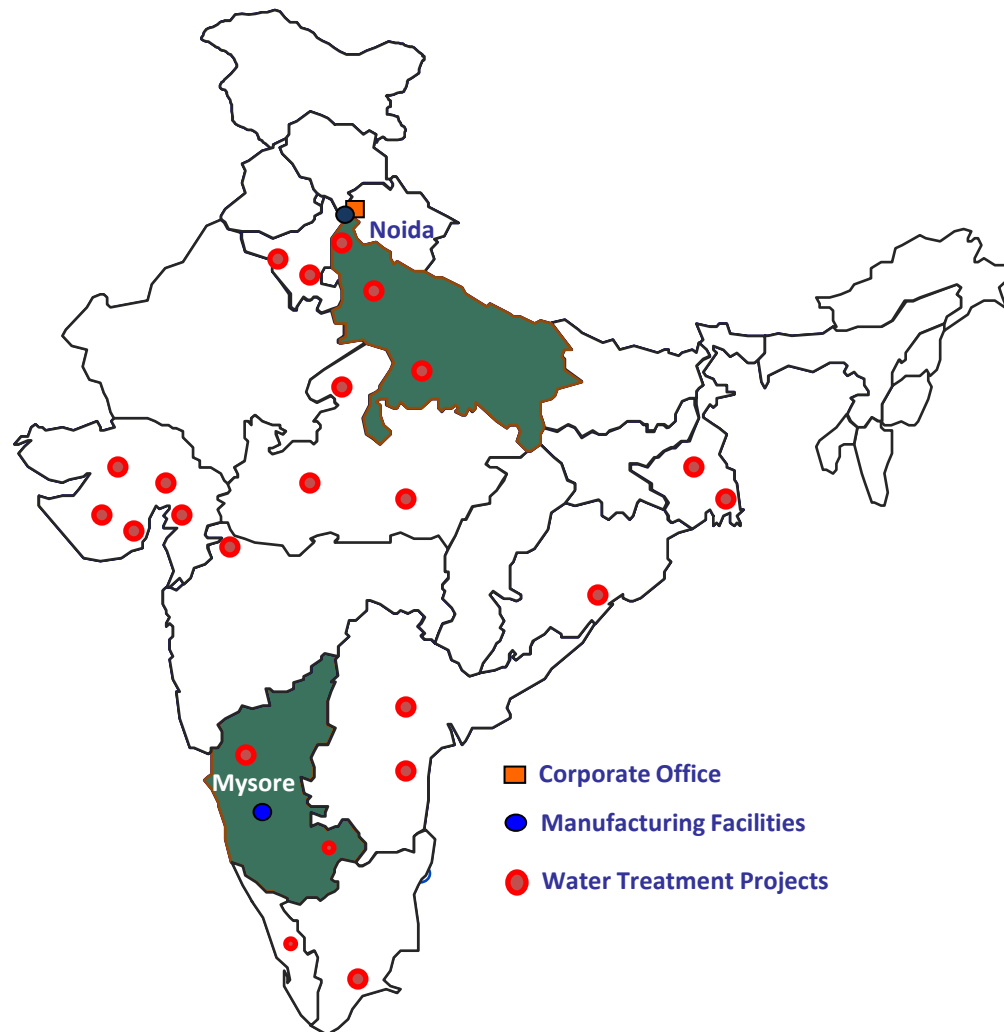 Noida
Mysore
Corporate Office
Manufacturing Facilities
Water Treatment Projects